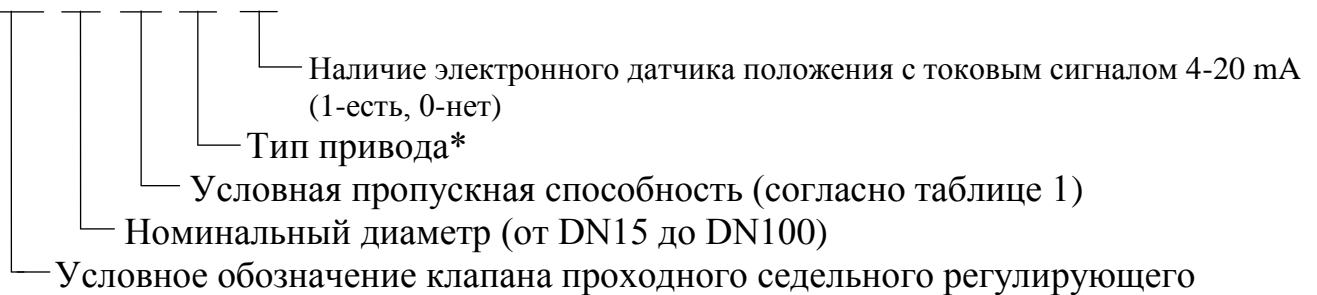 Наличие электронного датчика положения с токовым сигналом 4-20 mA
(1-есть, 0-нет)
Тип привода*
Условная пропускная способность (согласно таблице 1)
Номинальный диаметр (от DN15 до DN100)
Условное обозначение клапана проходного седельного регулирующего